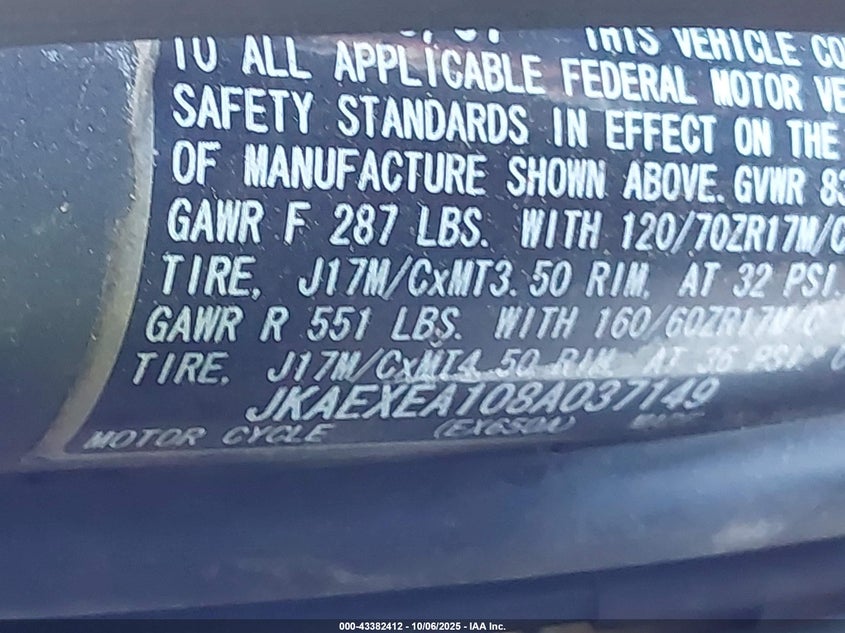 THIS VEHICLE CO
TO ALL APPLICABLE FEDERAL MOTOR VE
SAFETY STANDARDS IN EFFECT ON THE
OF MANUFACTURE SHOWN ABOVE. GVWR 83
GAWR F 287 LBS. WITH 120/70ZR17M/C
TIRE, J17M/CxMT3.50 RIM, AT 32 PSI.
GAWR R 551 LBS. WITH 160/60ZR17M/C
TIRE, J17M/CxMT4.50 RIM, AT 36 PSI.
JKAEXEA108A037149
MOTOR CYCLE (EX650A)
000-43382412 - 10/06/2025 - IAA Inc.